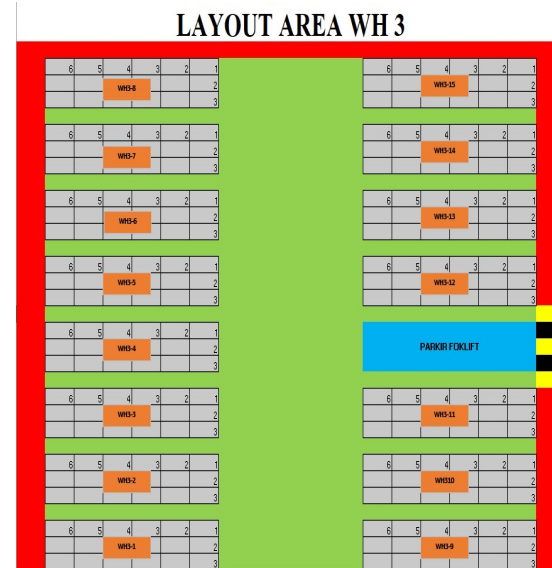 LAYOUT AREA WH 3
6 5 4 3 2 1 6 5 4 3 2 1
WH3-8 2 WH3-15 2
3 3
6 5 4 3 2 1 6 5 4 3 2 1
WH3-7 2 WH3-14 2
3 3
6 5 4 3 2 1 6 5 4 3 2 1
WH3-6 2 WH3-13 2
3 3
6 5 4 3 2 1 6 5 4 3 2 1
WH3-5 2 WH3-12 2
3 3
6 5 4 3 2 1
WH3-4 2 PARKIR FOKLIFT
3
6 5 4 3 2 1 6 5 4 3 2 1
WH3-3 2 WH3-11 2
3 3
6 5 4 3 2 1 6 5 4 3 2 1
WH3-2 2 WH310 2
3 3
6 5 4 3 2 1 6 5 4 3 2 1
WH3-1 2 WH3-9 2
3 3